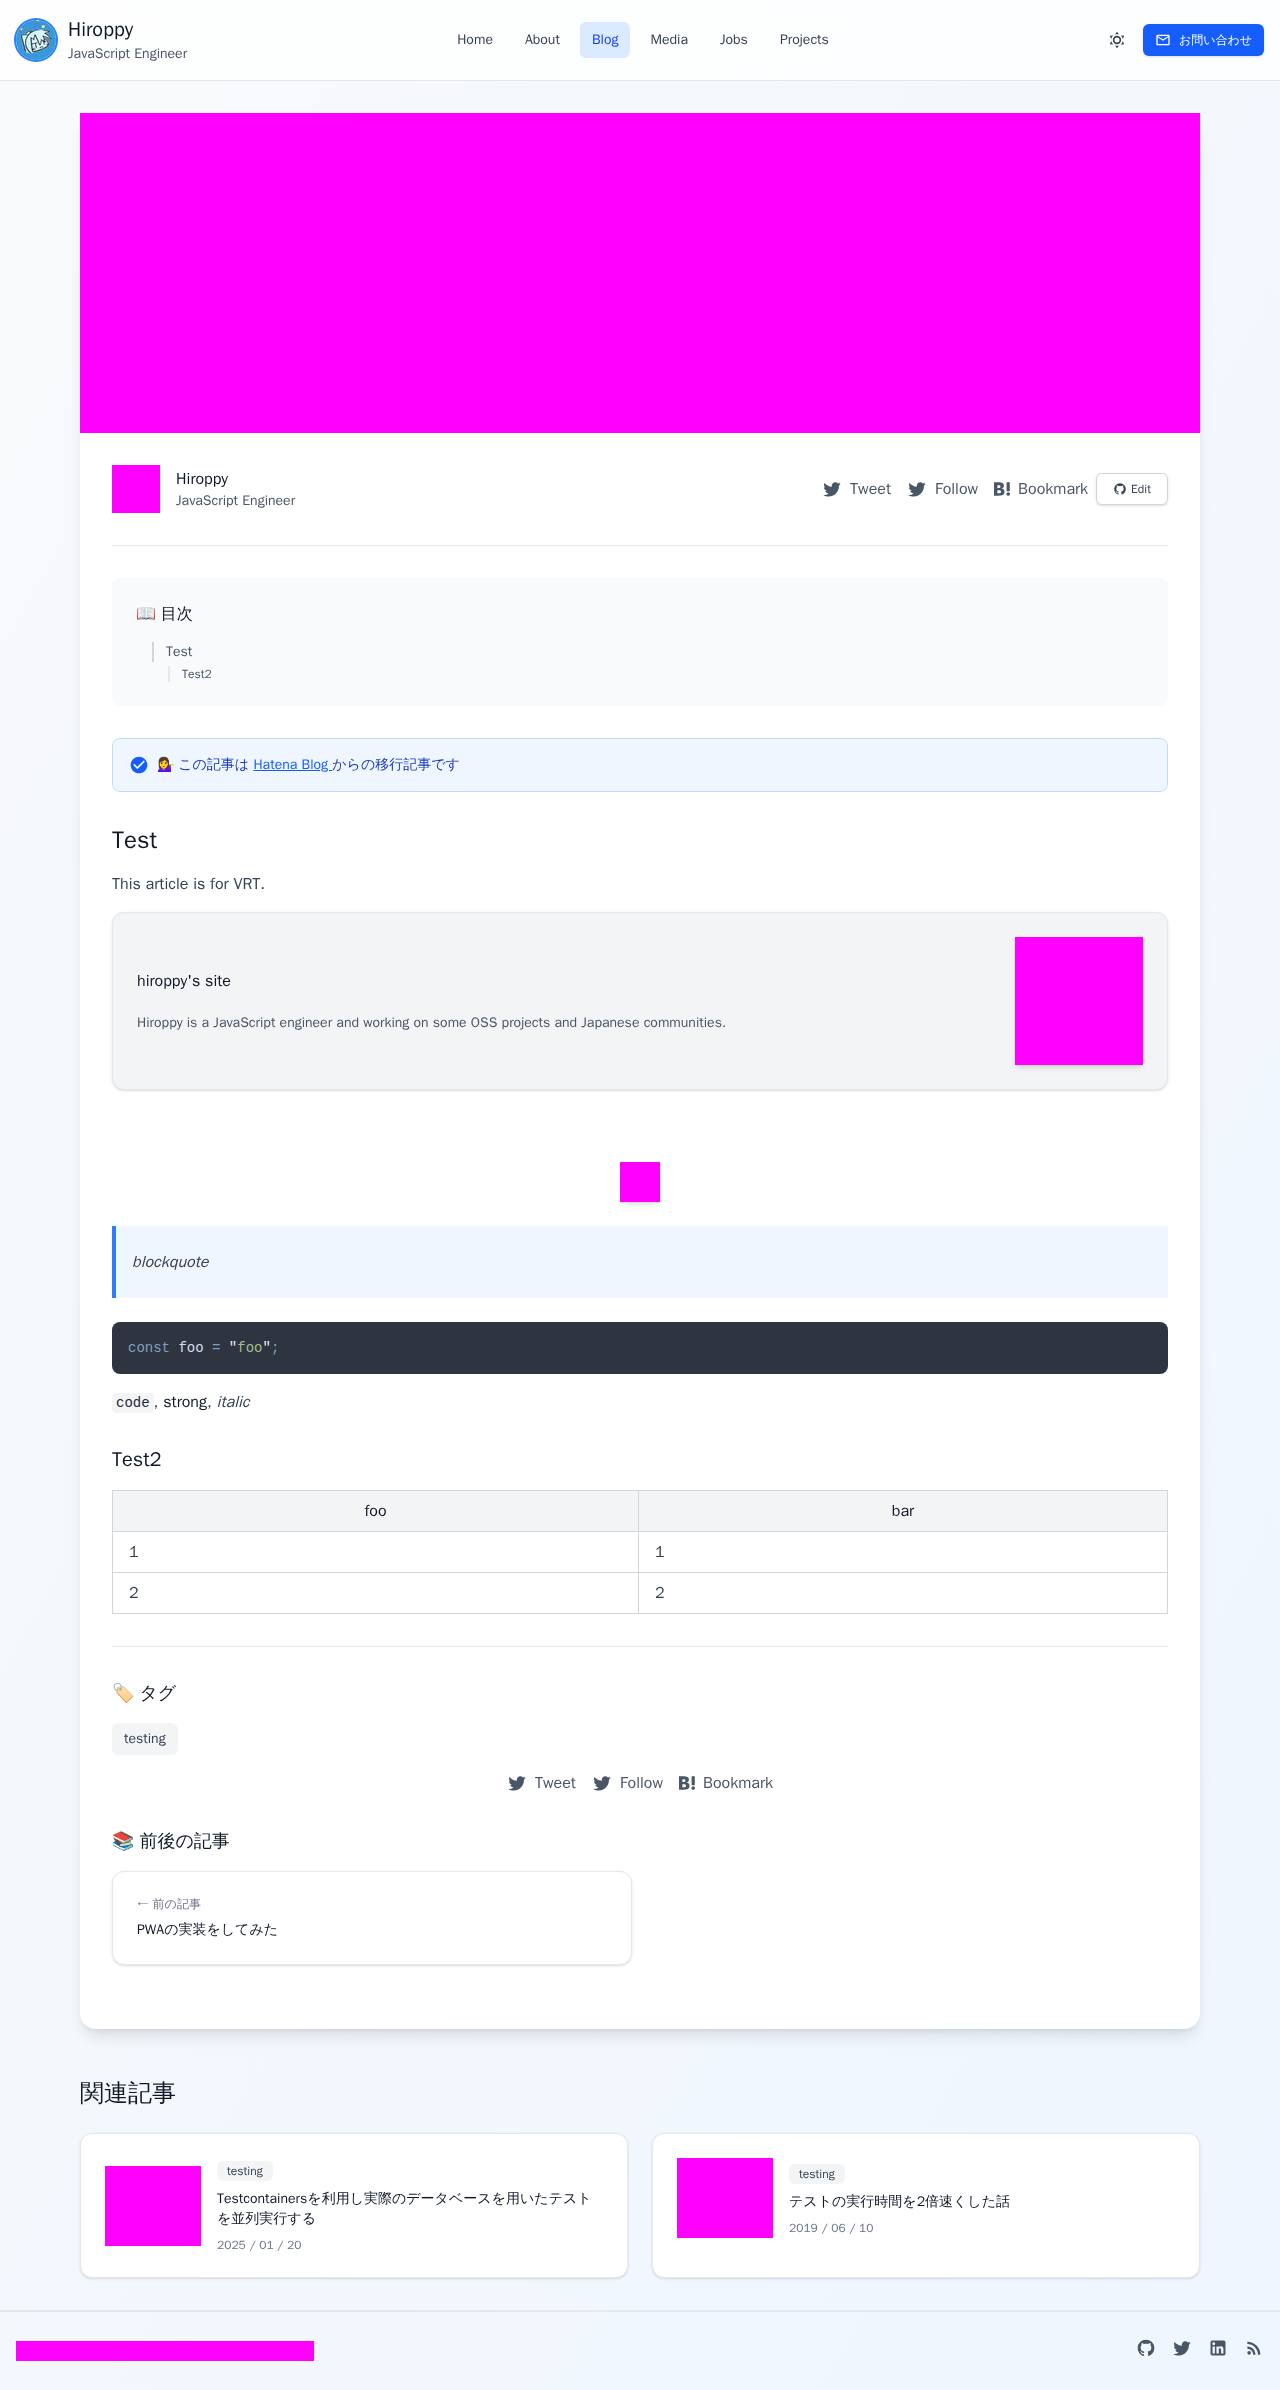 Hiroppy
JavaScript Engineer
Home About Blog Media Jobs Projects
お問い合わせ
Hiroppy
JavaScript Engineer
Tweet Follow B! Bookmark Edit
📖 目次
Test
Test2
💁‍♀️ この記事は Hatena Blog からの移行記事です
Test
This article is for VRT.
hiroppy's site
Hiroppy is a JavaScript engineer and working on some OSS projects and Japanese communities.
blockquote
const foo = "foo";
code, strong, italic
Test2
foo bar
1 1
2 2
🏷️ タグ
testing
Tweet Follow B! Bookmark
📚 前後の記事
← 前の記事
PWAの実装をしてみた
関連記事
testing
Testcontainersを利用し実際のデータベースを用いたテスト
を並列実行する
2025 / 01 / 20
testing
テストの実行時間を2倍速くした話
2019 / 06 / 10